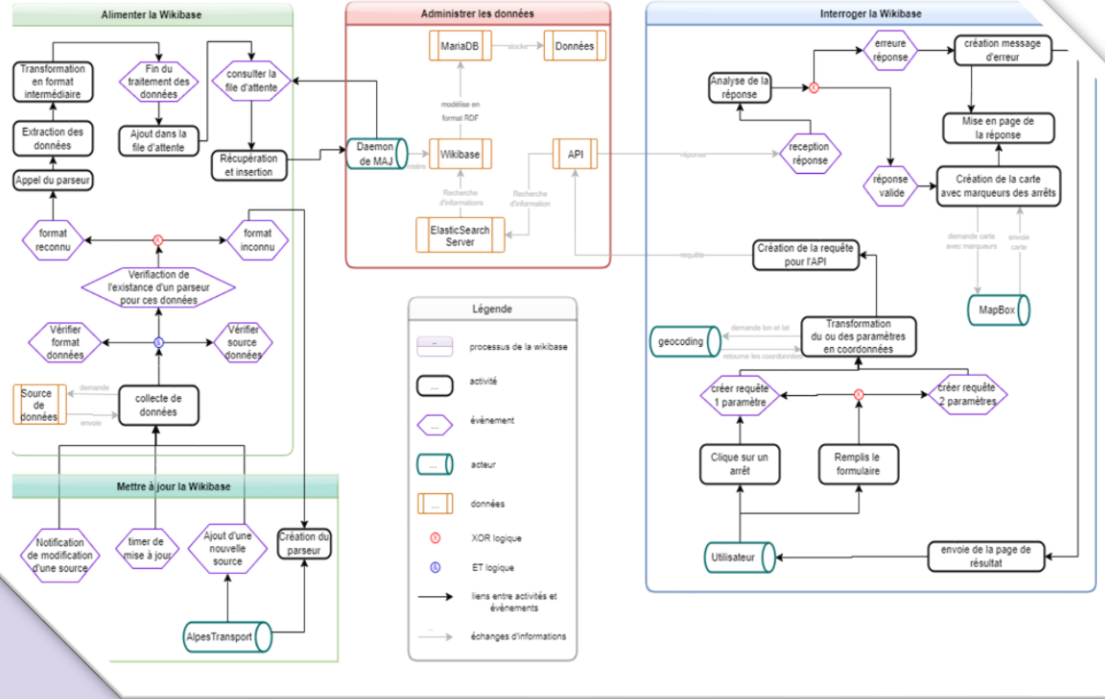 Alimenter la Wikibase
Transformation
en format
intermédiaire
Fin du
traitement des
données
consulter la
file d'attente
Extraction des
données
Ajout dans la
file d'attente
Récupération
et insertion
Appel du parseur
format
reconnu
X
format
inconnu
Verifiaction de
l'existance d'un parseur
pour ces données
Vérifier
format
données
&
Vérifier
source
données
Source
de
données
demande
envoie
collecte de
données
Mettre à jour la Wikibase
Notification
de modification
d'une source
timer de
mise à jour
Ajout d'une
nouvelle
source
Création du
parseur
AlpesTransport
Administrer les données
MariaDB
stocke
Données
modélise en
format RDF
Daemon
de MAJ
insére
Wikibase
API
Recherche
d'informations
Recherche
d'information
ElasticSearch
Server
réponse
requête
Légende
...
processus de la wikibase
...
activité
...
évènement
...
acteur
...
données
X
XOR logique
&
ET logique
liens entre activités et
évènements
échanges d'informations
Interroger la Wikibase
erreure
réponse
création message
d'erreur
Analyse de la
réponse
X
Mise en page de
la réponse
reception
réponse
réponse
valide
Création de la carte
avec marqueurs des arrêts
demande carte
avec marqueurs
envoie
carte
Création de la requête
pour l'API
MapBox
geocoding
demande lon et lat
retourne les coordonnées
Transformation
du ou des paramètres
en coordonnées
créer requête
1 paramètre
X
créer requête
2 paramètres
Clique sur un
arrêt
Remplis le
formulaire
Utilisateur
envoie de la page de
résultat